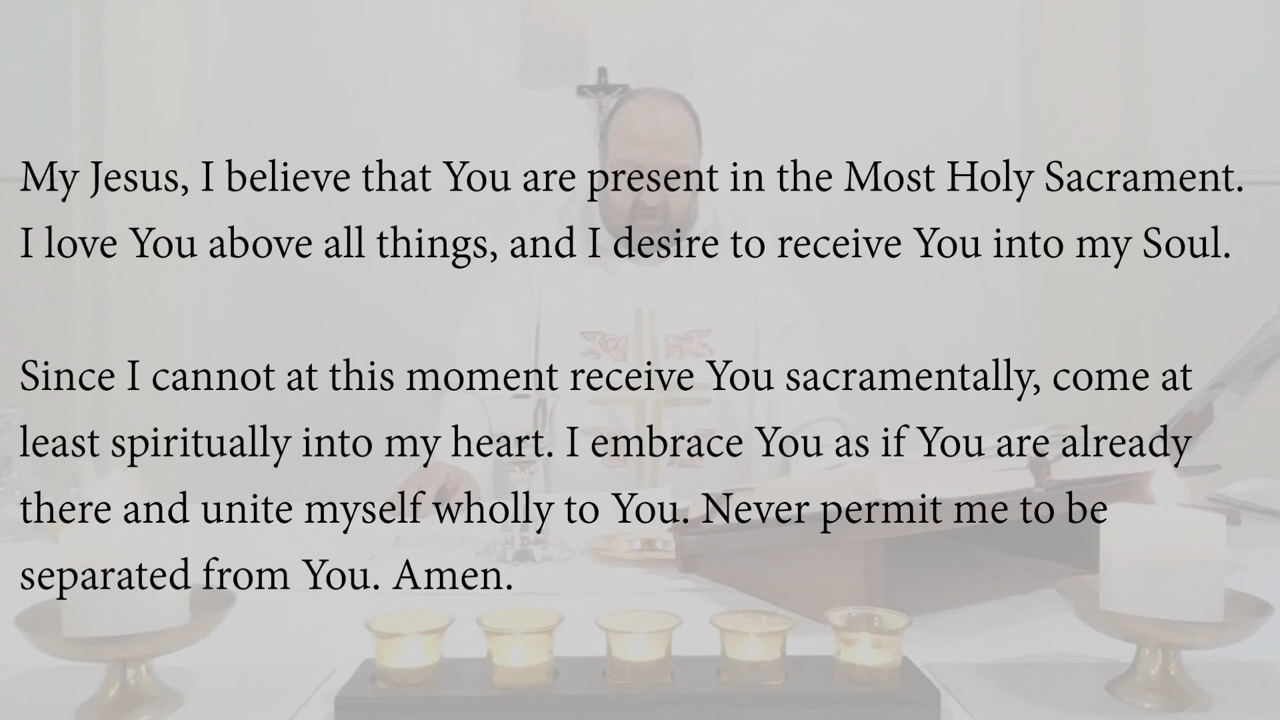 My Jesus, I believe that You are present in the Most Holy Sacrament.
I love You above all things, and I desire to receive You into my Soul.
Since I cannot at this moment receive You sacramentally, come at
least spiritually into my heart. I embrace You as if You are already
there and unite myself wholly to You. Never permit me to be
separated from You. Amen.